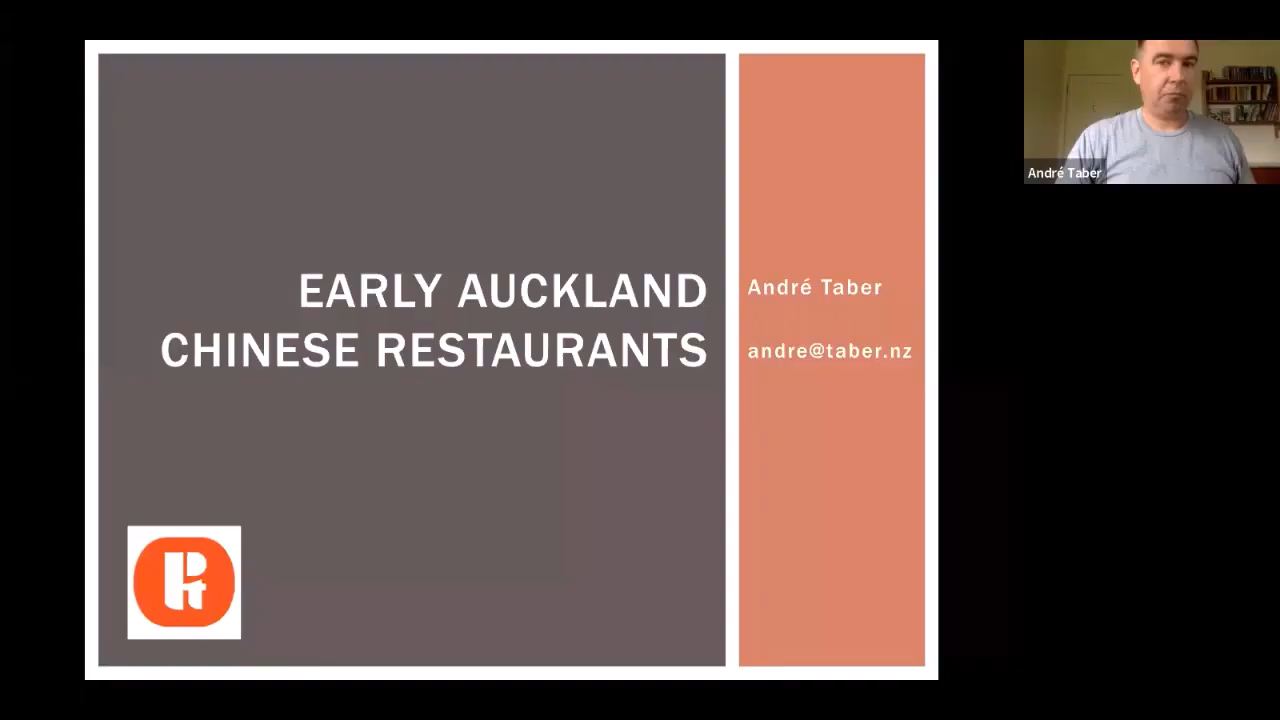 EARLY AUCKLAND
CHINESE RESTAURANTS
André Taber
andre@taber.nz
André Taber